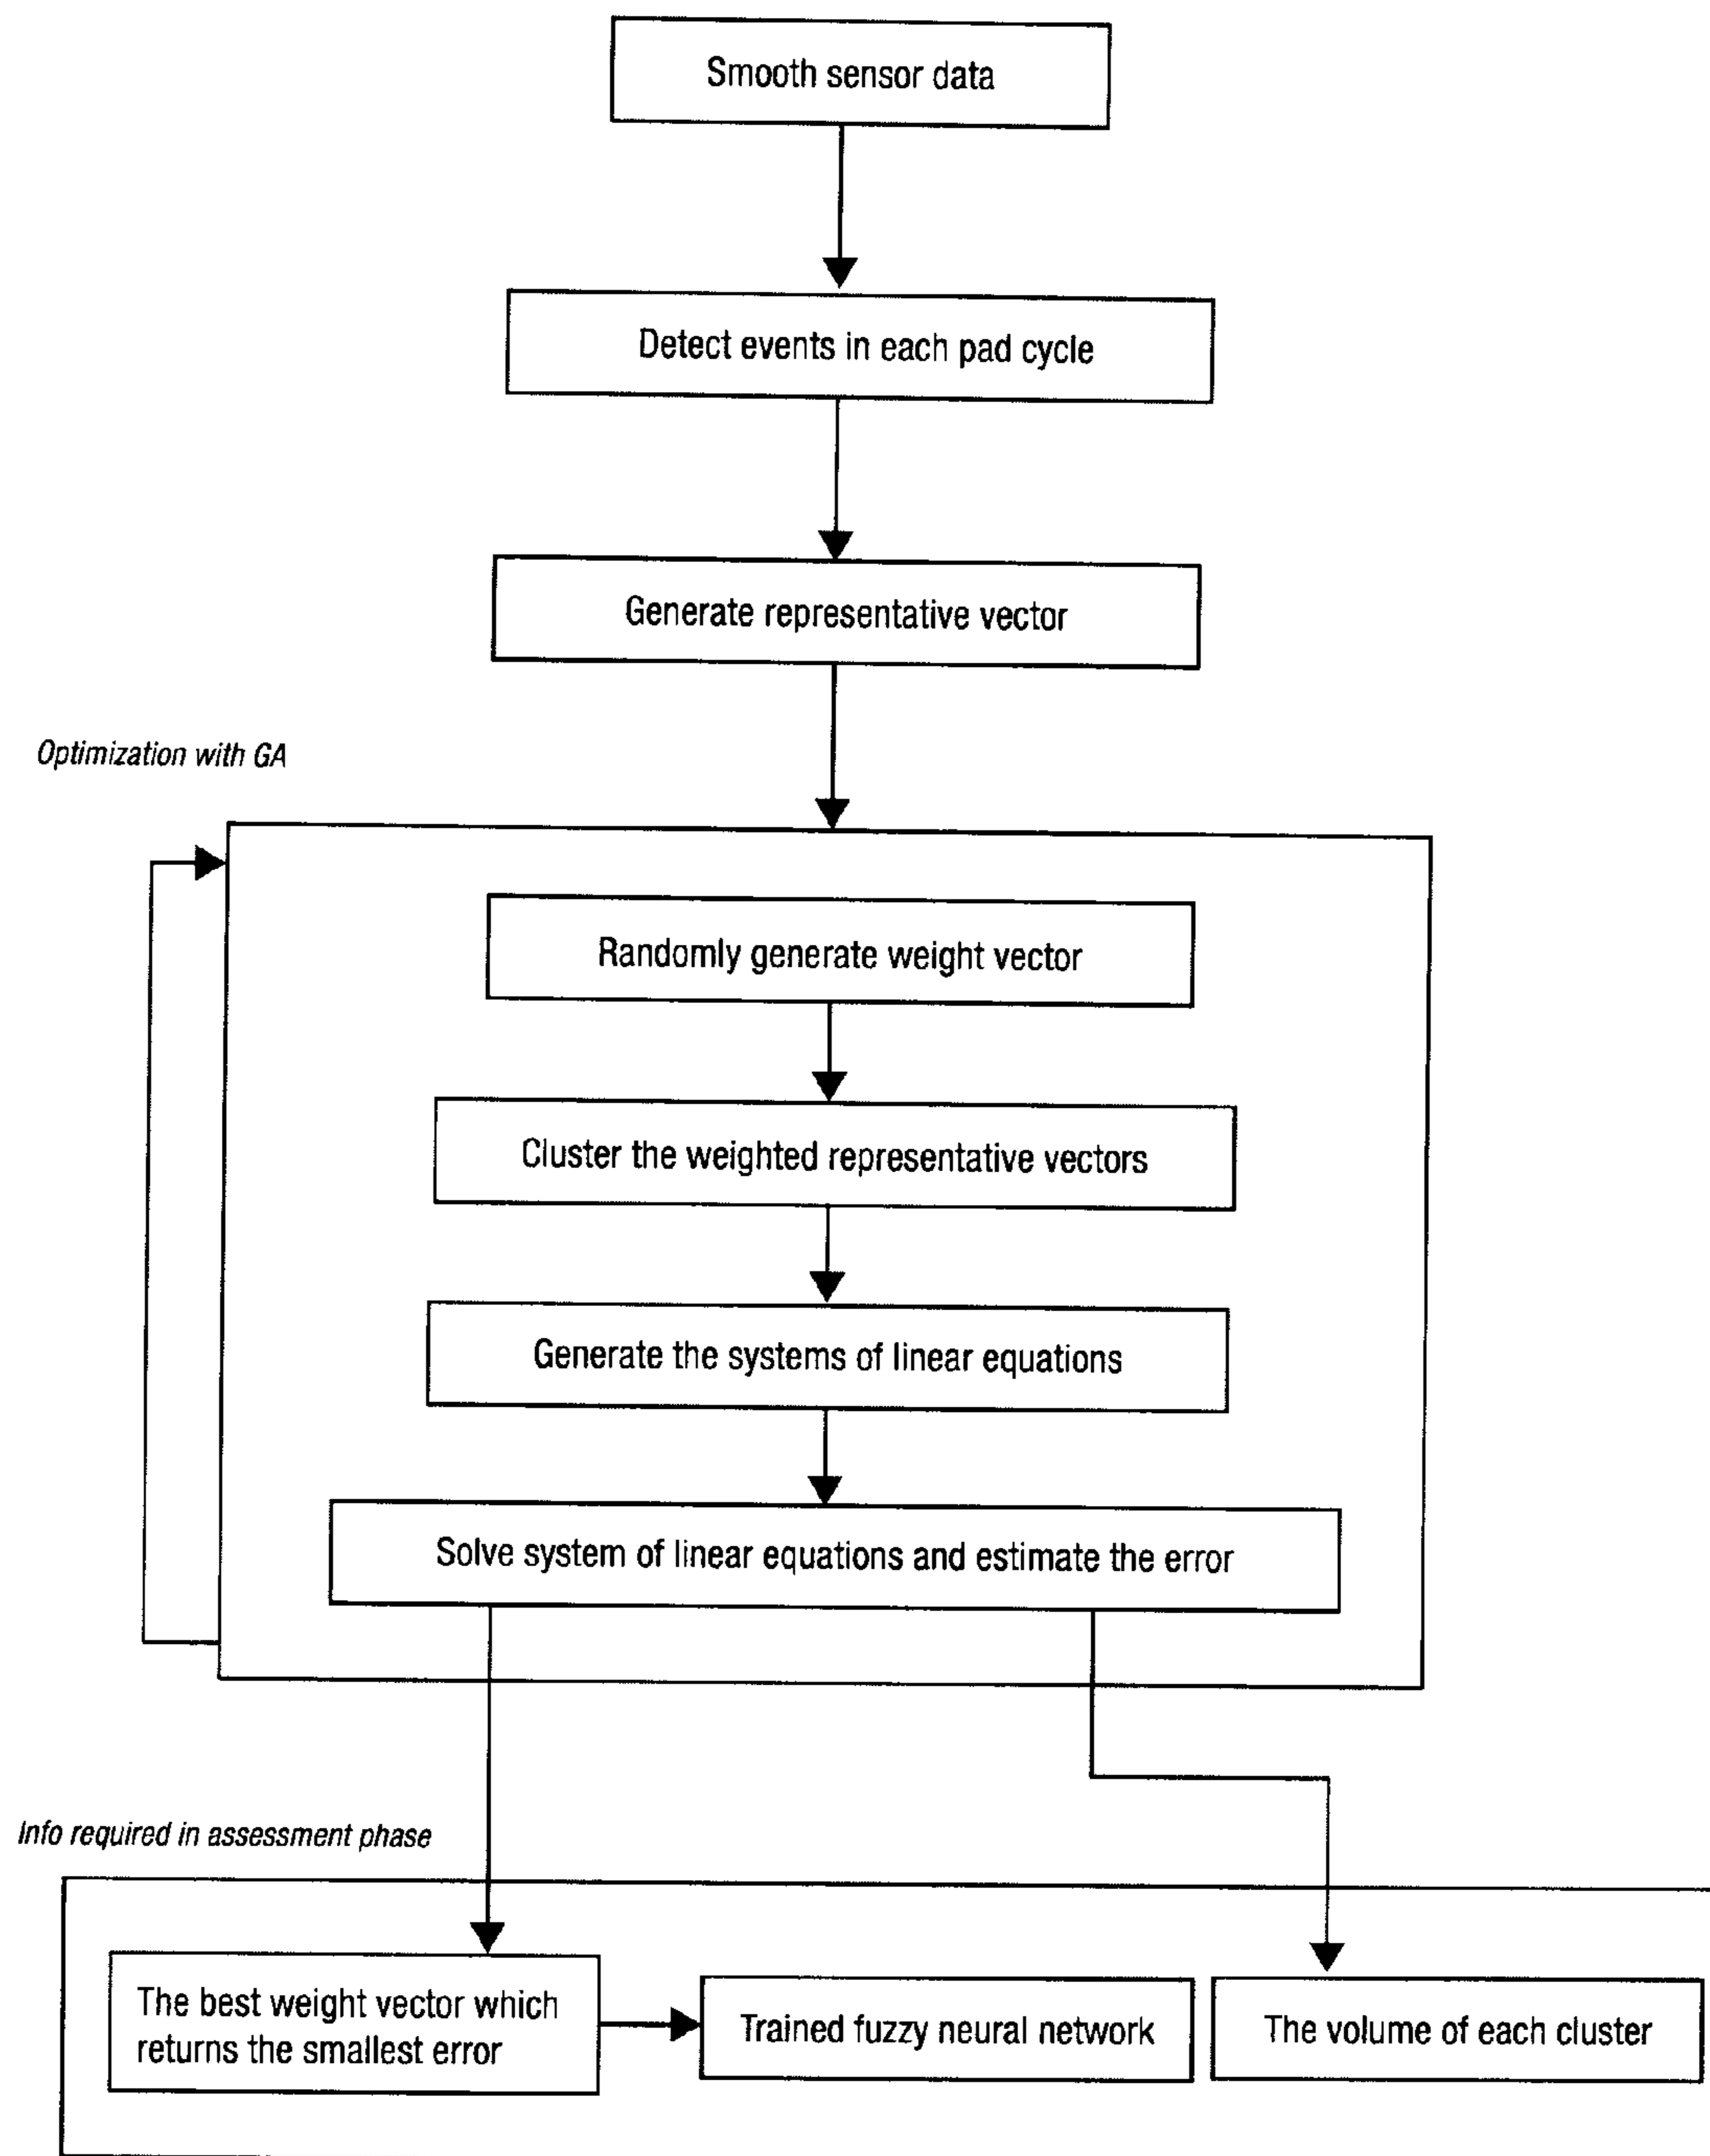 Smooth sensor data
Detect events in each pad cycle
Generate representative vector
Optimization with GA
Randomly generate weight vector
Cluster the weighted representative vectors
Generate the systems of linear equations
Solve system of linear equations and estimate the error
Info required in assessment phase
The best weight vector which
returns the smallest error
Trained fuzzy neural network
The volume of each cluster